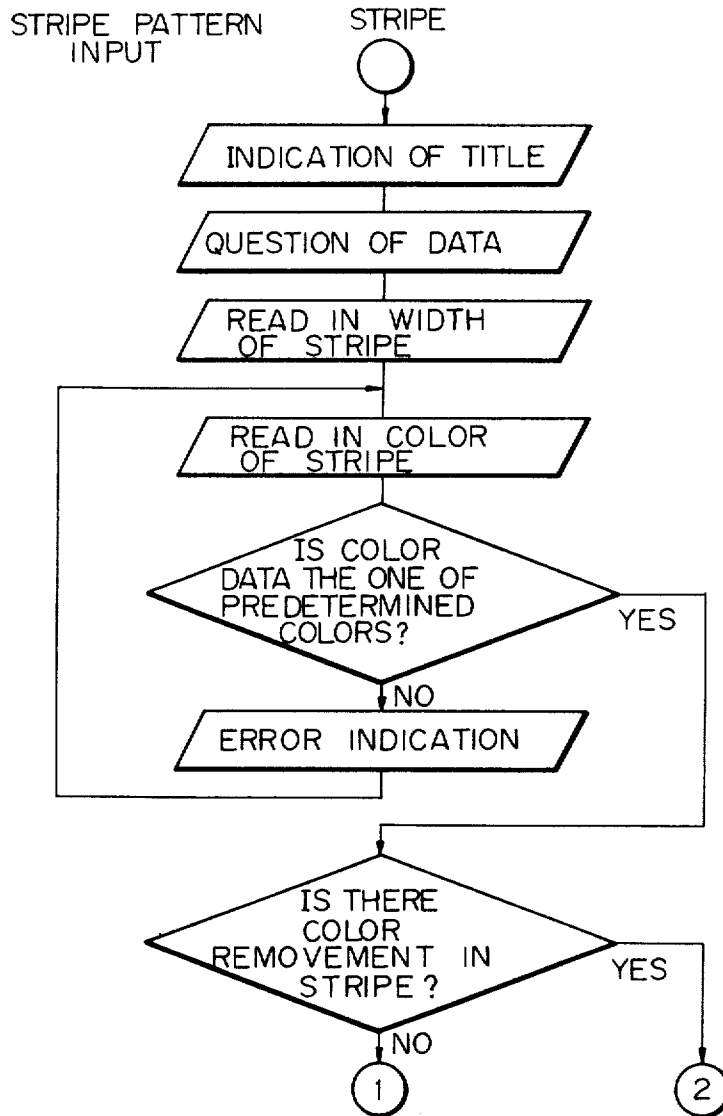 STRIPE PATTERN
INPUT
STRIPE
INDICATION OF TITLE
QUESTION OF DATA
READ IN WIDTH
OF STRIPE
READ IN COLOR
OF STRIPE
IS COLOR
DATA THE ONE OF
PREDETERMINED
COLORS?
YES
NO
ERROR INDICATION
IS THERE
COLOR
REMOVEMENT IN
STRIPE?
YES
NO
1
2